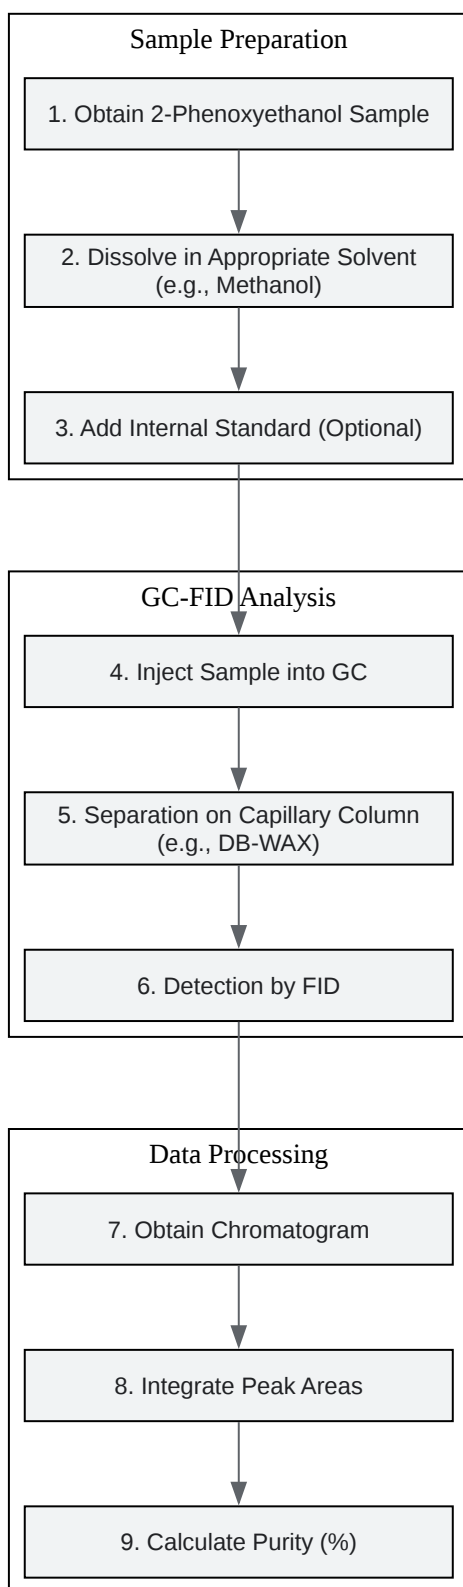 Sample Preparation
1. Obtain 2-Phenoxyethanol Sample
2. Dissolve in Appropriate Solvent
(e.g., Methanol)
3. Add Internal Standard (Optional)
GC-FID Analysis
4. Inject Sample into GC
5. Separation on Capillary Column
(e.g., DB-WAX)
6. Detection by FID
Data Processing
7. Obtain Chromatogram
8. Integrate Peak Areas
9. Calculate Purity (%)